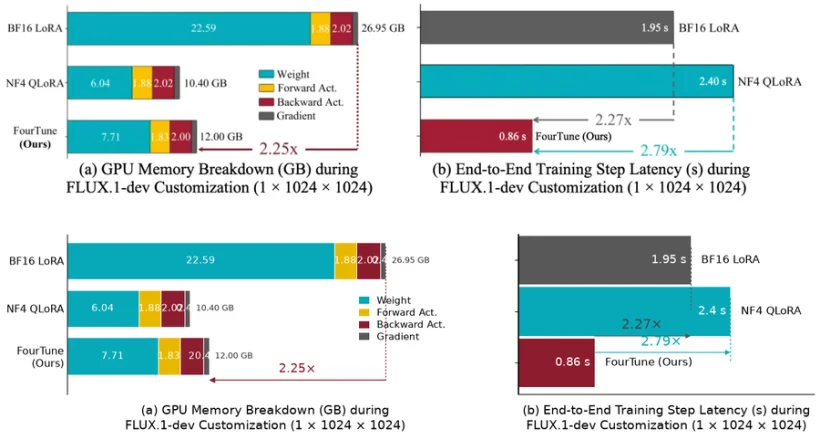 BF16 LoRA 22.59 1.88 2.02 26.95 GB
NF4 QLoRA 6.04 1.88 2.02 10.40 GB
FourTune
(Ours) 7.71 1.83 2.00 12.00 GB
Weight
Forward Act.
Backward Act.
Gradient
2.25x
(a) GPU Memory Breakdown (GB) during
FLUX.1-dev Customization (1 × 1024 × 1024)
1.95 s BF16 LoRA
2.40 s NF4 QLoRA
2.27x
0.86 s FourTune (Ours)
2.79x
(b) End-to-End Training Step Latency (s) during
FLUX.1-dev Customization (1 × 1024 × 1024)
BF16 LoRA 22.59 1.88 2.02 26.95 GB
NF4 QLoRA 6.04 1.88 2.02 10.40 GB
FourTune
(Ours) 7.71 1.83 12.00 GB
Weight
Forward Act.
Backward Act.
Gradient
2.25×
(a) GPU Memory Breakdown (GB) during
FLUX.1-dev Customization (1 × 1024 × 1024)
1.95 s BF16 LoRA
2.4 s NF4 QLoRA
2.27×
2.79×
0.86 s FourTune (Ours)
(b) End-to-End Training Step Latency (s) during
FLUX.1-dev Customization (1 × 1024 × 1024)